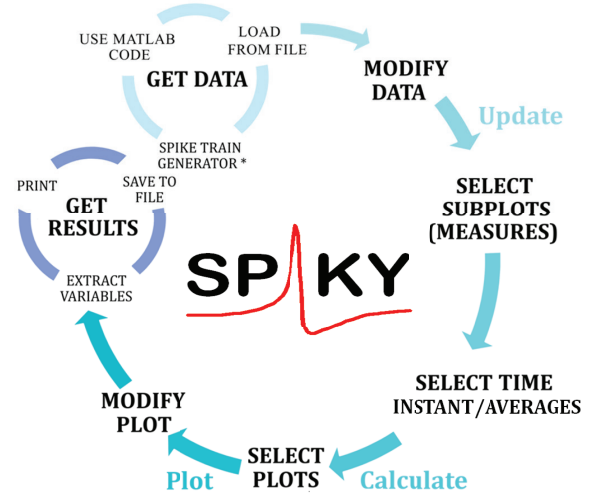 USE MATLAB
CODE
LOAD
FROM FILE
GET DATA
SPIKE TRAIN
GENERATOR *
MODIFY
DATA
Update
SELECT
SUBPLOTS
(MEASURES)
SELECT TIME
INSTANT/AVERAGES
Calculate
SELECT
PLOTS
Plot
MODIFY
PLOT
EXTRACT
VARIABLES
PRINT
SAVE TO
FILE
GET
RESULTS
SPIKY